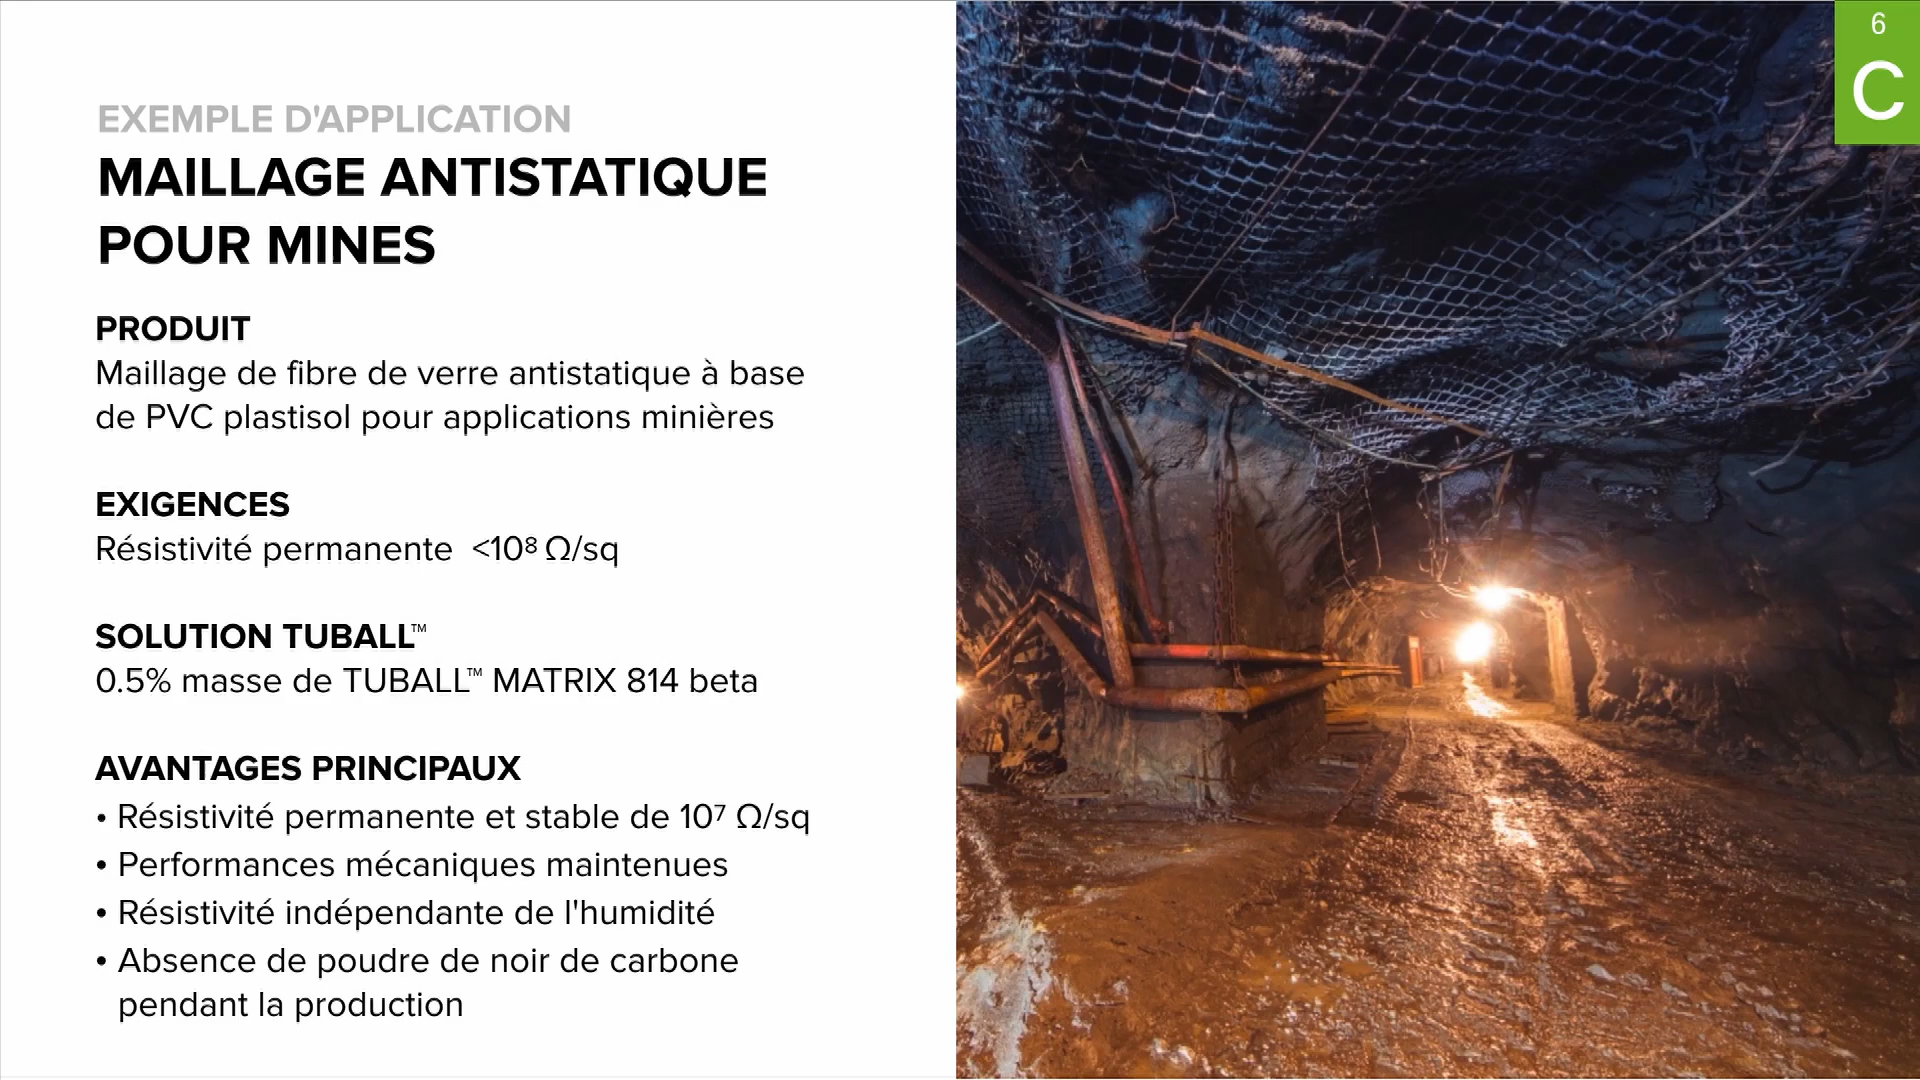 6
C
EXEMPLE D'APPLICATION
MAILLAGE ANTISTATIQUE
POUR MINES
PRODUIT
Maillage de fibre de verre antistatique à base
de PVC plastisol pour applications minières
EXIGENCES
Résistivité permanente <10⁸ Ω/sq
SOLUTION TUBALL™
0.5% masse de TUBALL™ MATRIX 814 beta
AVANTAGES PRINCIPAUX
• Résistivité permanente et stable de 10⁷ Ω/sq
• Performances mécaniques maintenues
• Résistivité indépendante de l'humidité
• Absence de poudre de noir de carbone
pendant la production